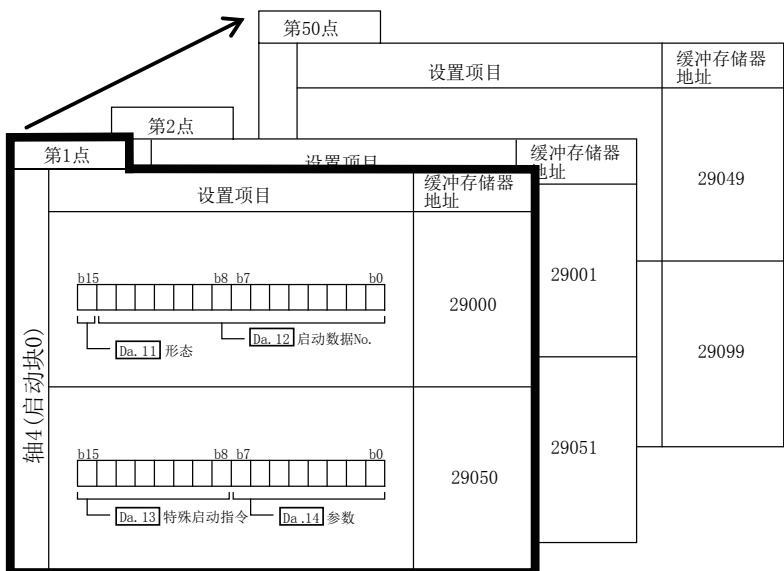 第50点
设置项目
缓冲存储器
地址
29049
29099
第2点
设置项目
缓冲存储器
地址
29001
29051
第1点
设置项目
缓冲存储器
地址
轴4(启动块0)
b15 b8 b7 b0
Da.11 形态
Da.12 启动数据No.
29000
b15 b8 b7 b0
Da.13 特殊启动指令
Da.14 参数
29050